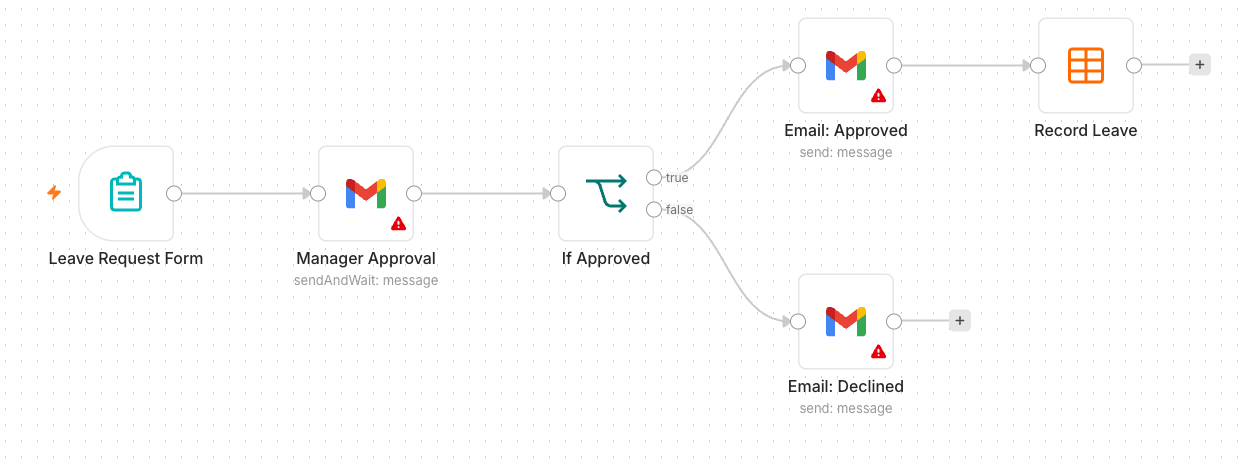 Leave Request Form
Manager Approval
sendAndWait: message
If Approved
true
false
Email: Approved
send: message
Record Leave
+
Email: Declined
send: message
+